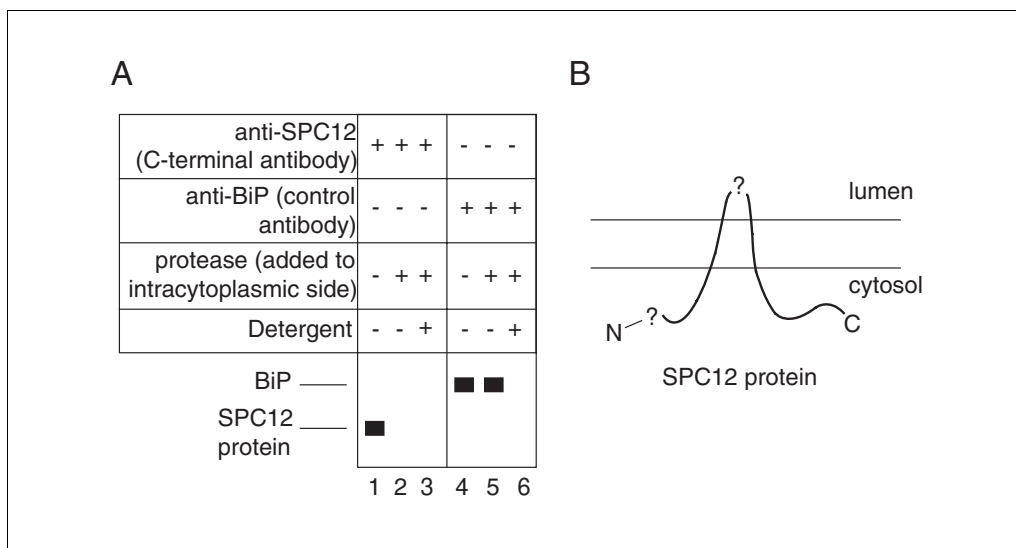 A
anti-SPC12
(C-terminal antibody)
+ + + - - -
anti-BiP (control
antibody)
- - - + + +
protease (added to
intracytoplasmic side)
- + + - + +
Detergent
- - + - - +
BiP
SPC12
protein
1 2 3 4 5 6
B
?
lumen
cytosol
N
?
C
SPC12 protein